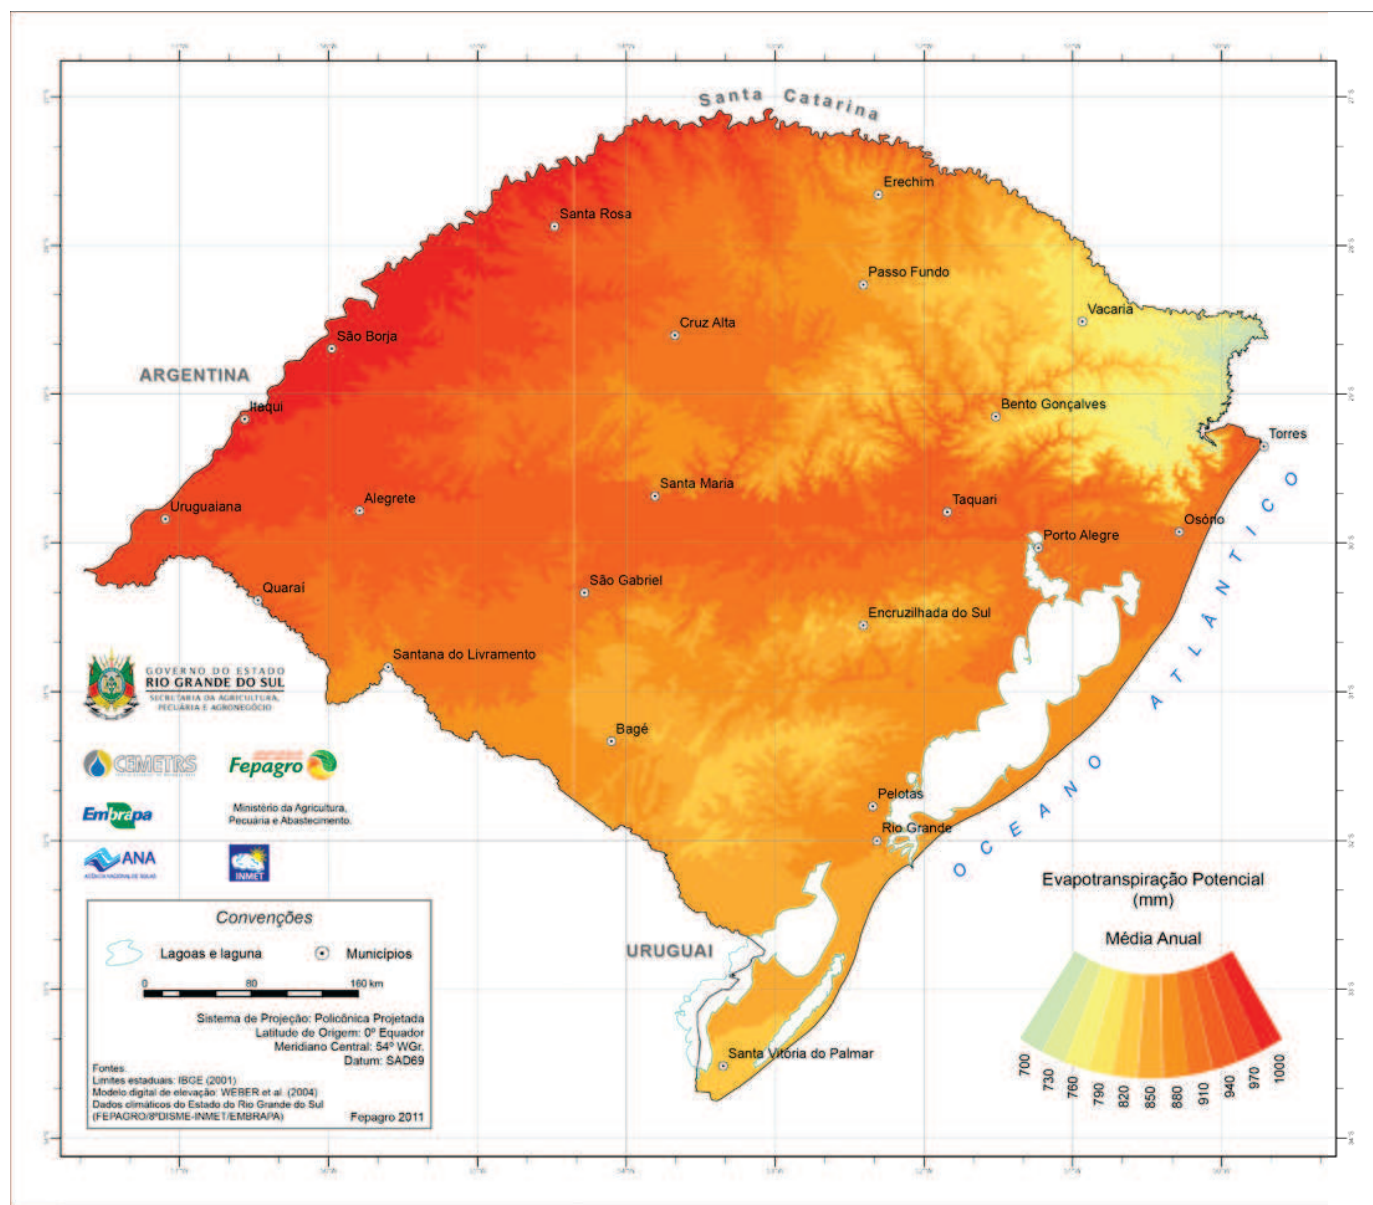 Santa Catarina
Erechim
Santa Rosa
Passo Fundo
Vacaria
Cruz Alta
São Borja
ARGENTINA
Itaqui
Bento Gonçalves
Torres
Santa Maria
Alegrete
Taquari
Uruguaiana
Osório
Porto Alegre
Quaraí
São Gabriel
Encruzilhada do Sul
Santana do Livramento
OCEANO ATLÂNTICO
GOVERNO DO ESTADO
RIO GRANDE DO SUL
SECRETARIA DA AGRICULTURA,
PECUÁRIA E AGRONEGÓCIO
Bagé
CEMETRS
Fepagro
Pelotas
Embrapa
Ministério da Agricultura,
Pecuária e Abastecimento.
Rio Grande
ANA
AGÊNCIA NACIONAL DE ÁGUAS
INMET
Evapotranspiração Potencial
(mm)
Média Anual
700
730
760
790
820
850
880
910
940
970
1000
URUGUAI
Santa Vitória do Palmar
Convenções
Lagoas e laguna
Municípios
0 80 160 km
Sistema de Projeção: Policônica Projetada
Latitude de Origem: 0º Equador
Meridiano Central: 54º WGr.
Datum: SAD69
Fontes:
Limites estaduais: IBGE (2001)
Modelo digital de elevação: WEBER et al. (2004)
Dados climáticos do Estado do Rio Grande do Sul
(FEPAGRO/8ºDISME-INMET/EMBRAPA)
Fepagro 2011